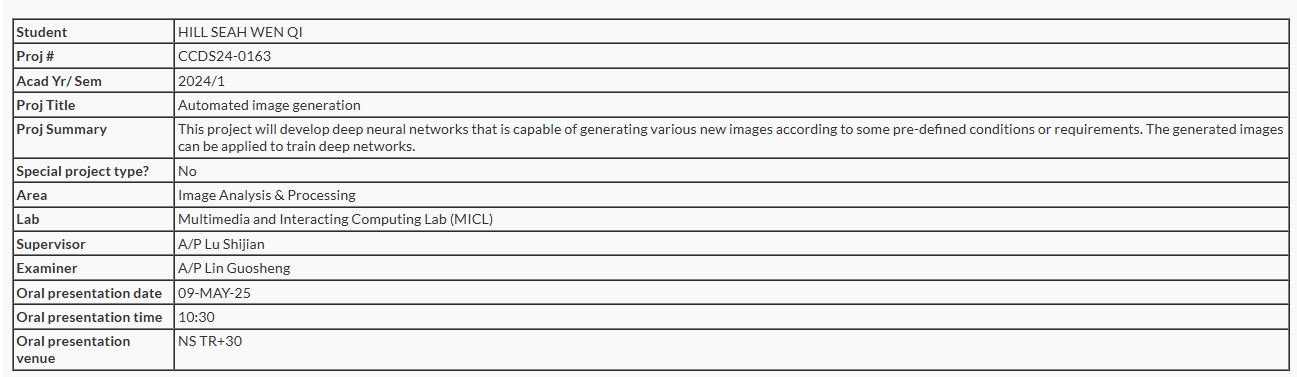 Student HILL SEAH WEN QI
Proj # CCDS24-0163
Acad Yr/ Sem 2024/1
Proj Title Automated image generation
Proj Summary This project will develop deep neural networks that is capable of generating various new images according to some pre-defined conditions or requirements. The generated images
can be applied to train deep networks.
Special project type? No
Area Image Analysis & Processing
Lab Multimedia and Interacting Computing Lab (MICL)
Supervisor A/P Lu Shijian
Examiner A/P Lin Guosheng
Oral presentation date 09-MAY-25
Oral presentation time 10:30
Oral presentation NS TR+30
venue